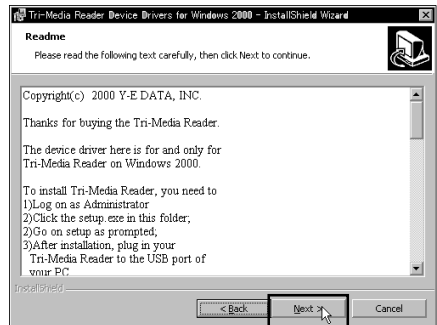 Tri-Media Reader Device Drivers for Windows 2000 - InstallShield Wizard
Readme
Please read the following text carefully, then click Next to continue.
Copyright(c) 2000 Y-E DATA, INC.
Thanks for buying the Tri-Media Reader.
The device driver here is for and only for
Tri-Media Reader on Windows 2000.
To install Tri-Media Reader, you need to
1)Log on as Administrator
2)Click the setup.exe in this folder;
2)Go on setup as prompted;
3)After installation, plug in your
Tri-Media Reader to the USB port of
your PC
InstallShield
< Back
Next >
Cancel